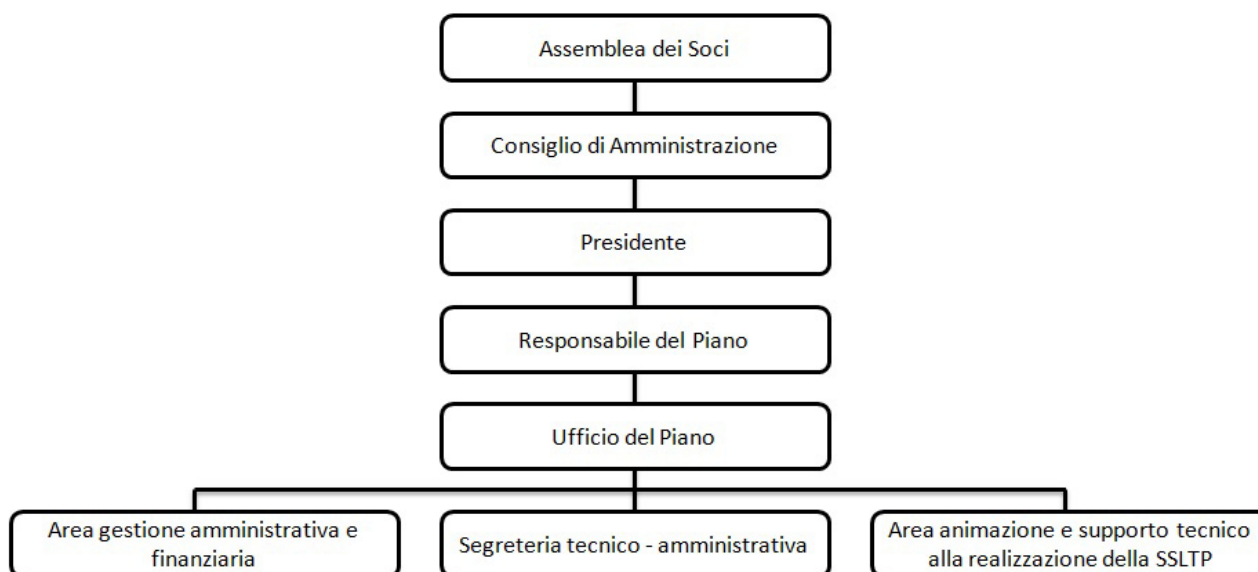 Assemblea dei Soci
Consiglio di Amministrazione
Presidente
Responsabile del Piano
Ufficio del Piano
Area gestione amministrativa e
finanziaria
Segreteria tecnico - amministrativa
Area animazione e supporto tecnico
alla realizzazione della SSLTP